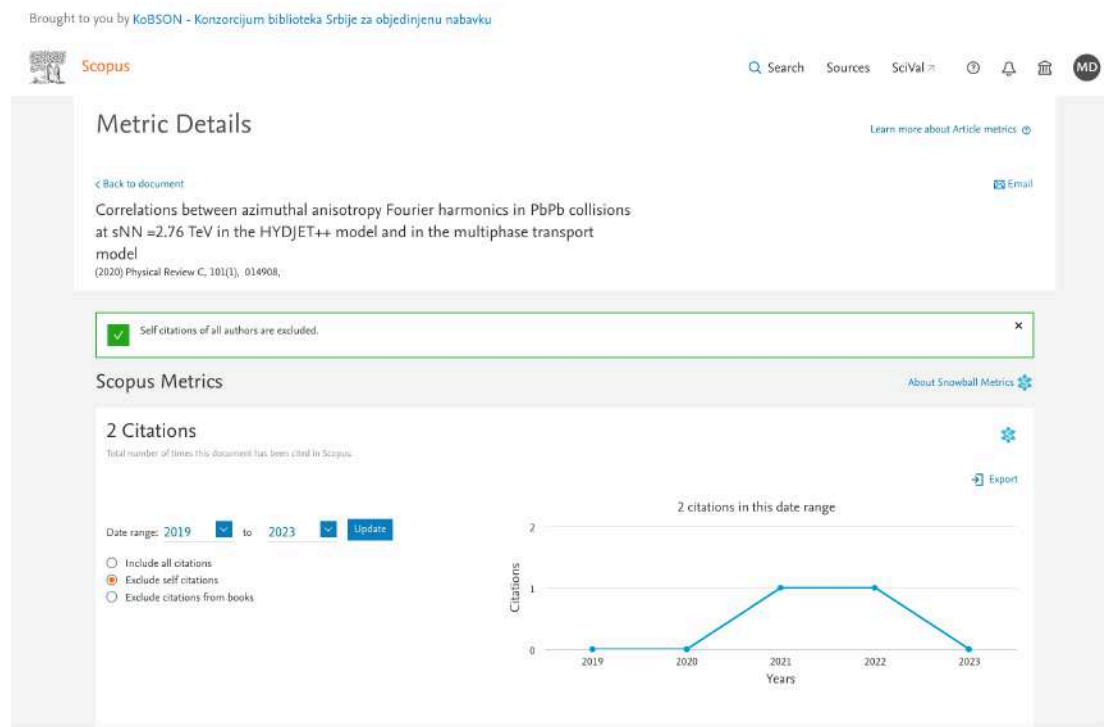 Brought to you by KoBSON - Konzorcijum biblioteka Srbije za objedinjenu nabavku
Scopus
Search Sources SciVal MD
Metric Details
Learn more about Article metrics
Back to document
Email
Correlations between azimuthal anisotropy Fourier harmonics in PbPb collisions
at sNN =2.76 TeV in the HYDJET++ model and in the multiphase transport
model
(2020) Physical Review C, 101(1), 014908,
Self citations of all authors are excluded.
Scopus Metrics
About Snowball Metrics
2 Citations
Total number of times this document has been cited in Scopus.
Export
2 citations in this date range
Date range: 2019 to 2023 Update
Include all citations
Exclude self citations
Exclude citations from books
Citations
2
1
0
2019 2020 2021 2022 2023
Years